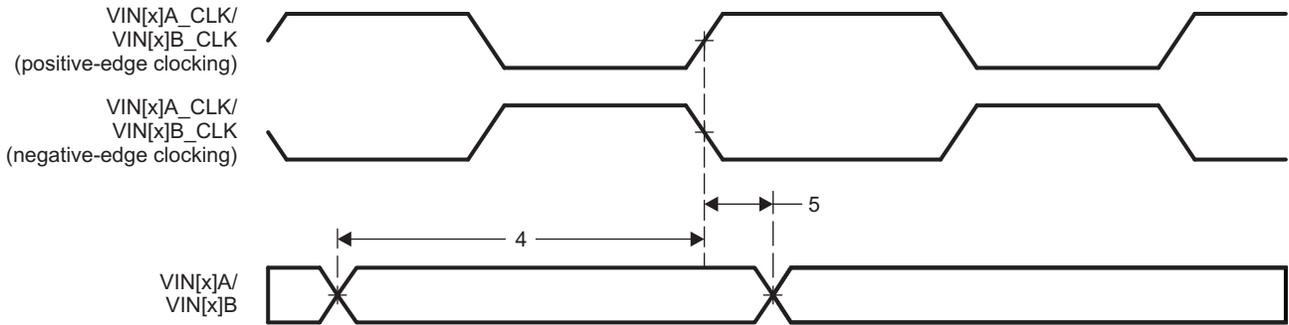 VIN[x]A_CLK/
VIN[x]B_CLK
(positive-edge clocking)
VIN[x]A_CLK/
VIN[x]B_CLK
(negative-edge clocking)
5
4
VIN[x]A/
VIN[x]B